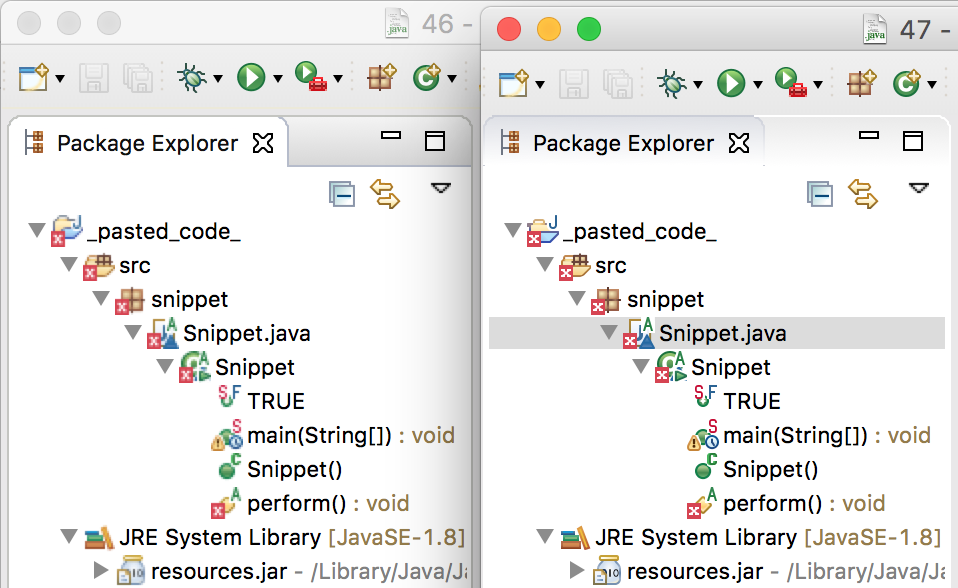 46 –
Package Explorer
_pasted_code_
src
snippet
Snippet.java
Snippet
TRUE
main(String[]) : void
Snippet()
perform() : void
JRE System Library [JavaSE-1.8]
resources.jar - /Library/Java/Ja
47 –
Package Explorer
_pasted_code_
src
snippet
Snippet.java
Snippet
TRUE
main(String[]) : void
Snippet()
perform() : void
JRE System Library [JavaSE-1.8]
resources.jar - /Library/Java/Ja